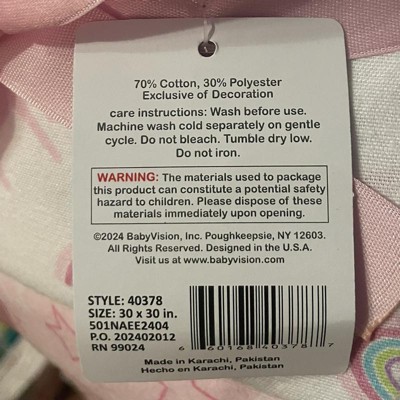 70% Cotton, 30% Polyester
Exclusive of Decoration
care instructions: Wash before use.
Machine wash cold separately on gentle
cycle. Do not bleach. Tumble dry low.
Do not iron.
WARNING: The materials used to package
this product can constitute a potential safety
hazard to children. Please dispose of these
materials immediately upon opening.
©2024 BabyVision, Inc. Poughkeepsie, NY 12603.
All Rights Reserved. Designed in the U.S.A.
Visit us at www.babyvision.com
STYLE: 40378
SIZE: 30 x 30 in.
501NAEE2404
P.O. 202402012
RN 99024
6 60168 40378 7
Made in Karachi, Pakistan
Hecho en Karachi, Pakistan